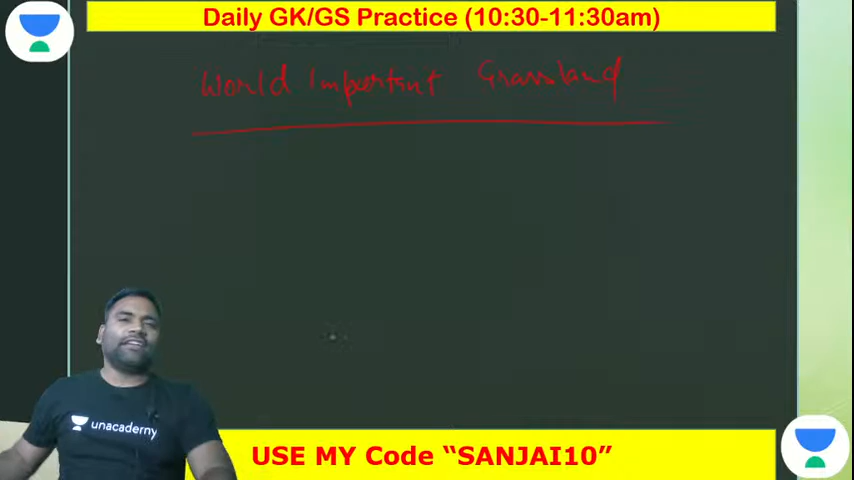 Daily GK/GS Practice (10:30-11:30am)
World Important Grassland
unacademy
USE MY Code “SANJAI10”